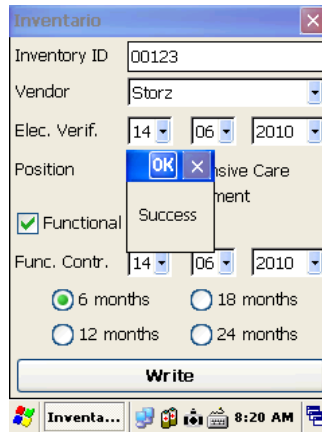 Inventario
Inventory ID 00123
Vendor Storz
Elec. Verif. 14 06 2010
OK
Position nsive Care
ment
Success
Functional
Func. Contr. 14 06 2010
6 months 18 months
12 months 24 months
Write
Inventa... 8:20 AM